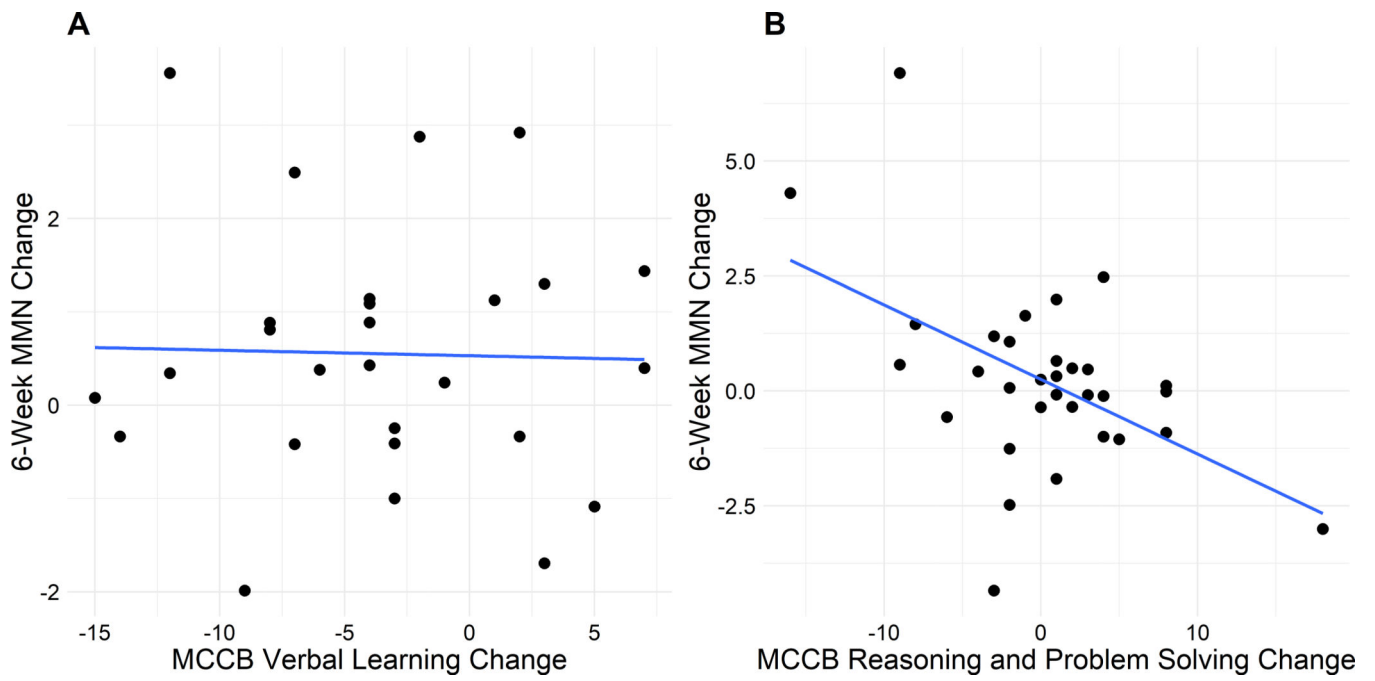 A
6-Week MMN Change
2
0
-2
-15
-10
-5
0
5
MCCB Verbal Learning Change
B
6-Week MMN Change
5.0
2.5
0.0
-2.5
-10
0
10
MCCB Reasoning and Problem Solving Change